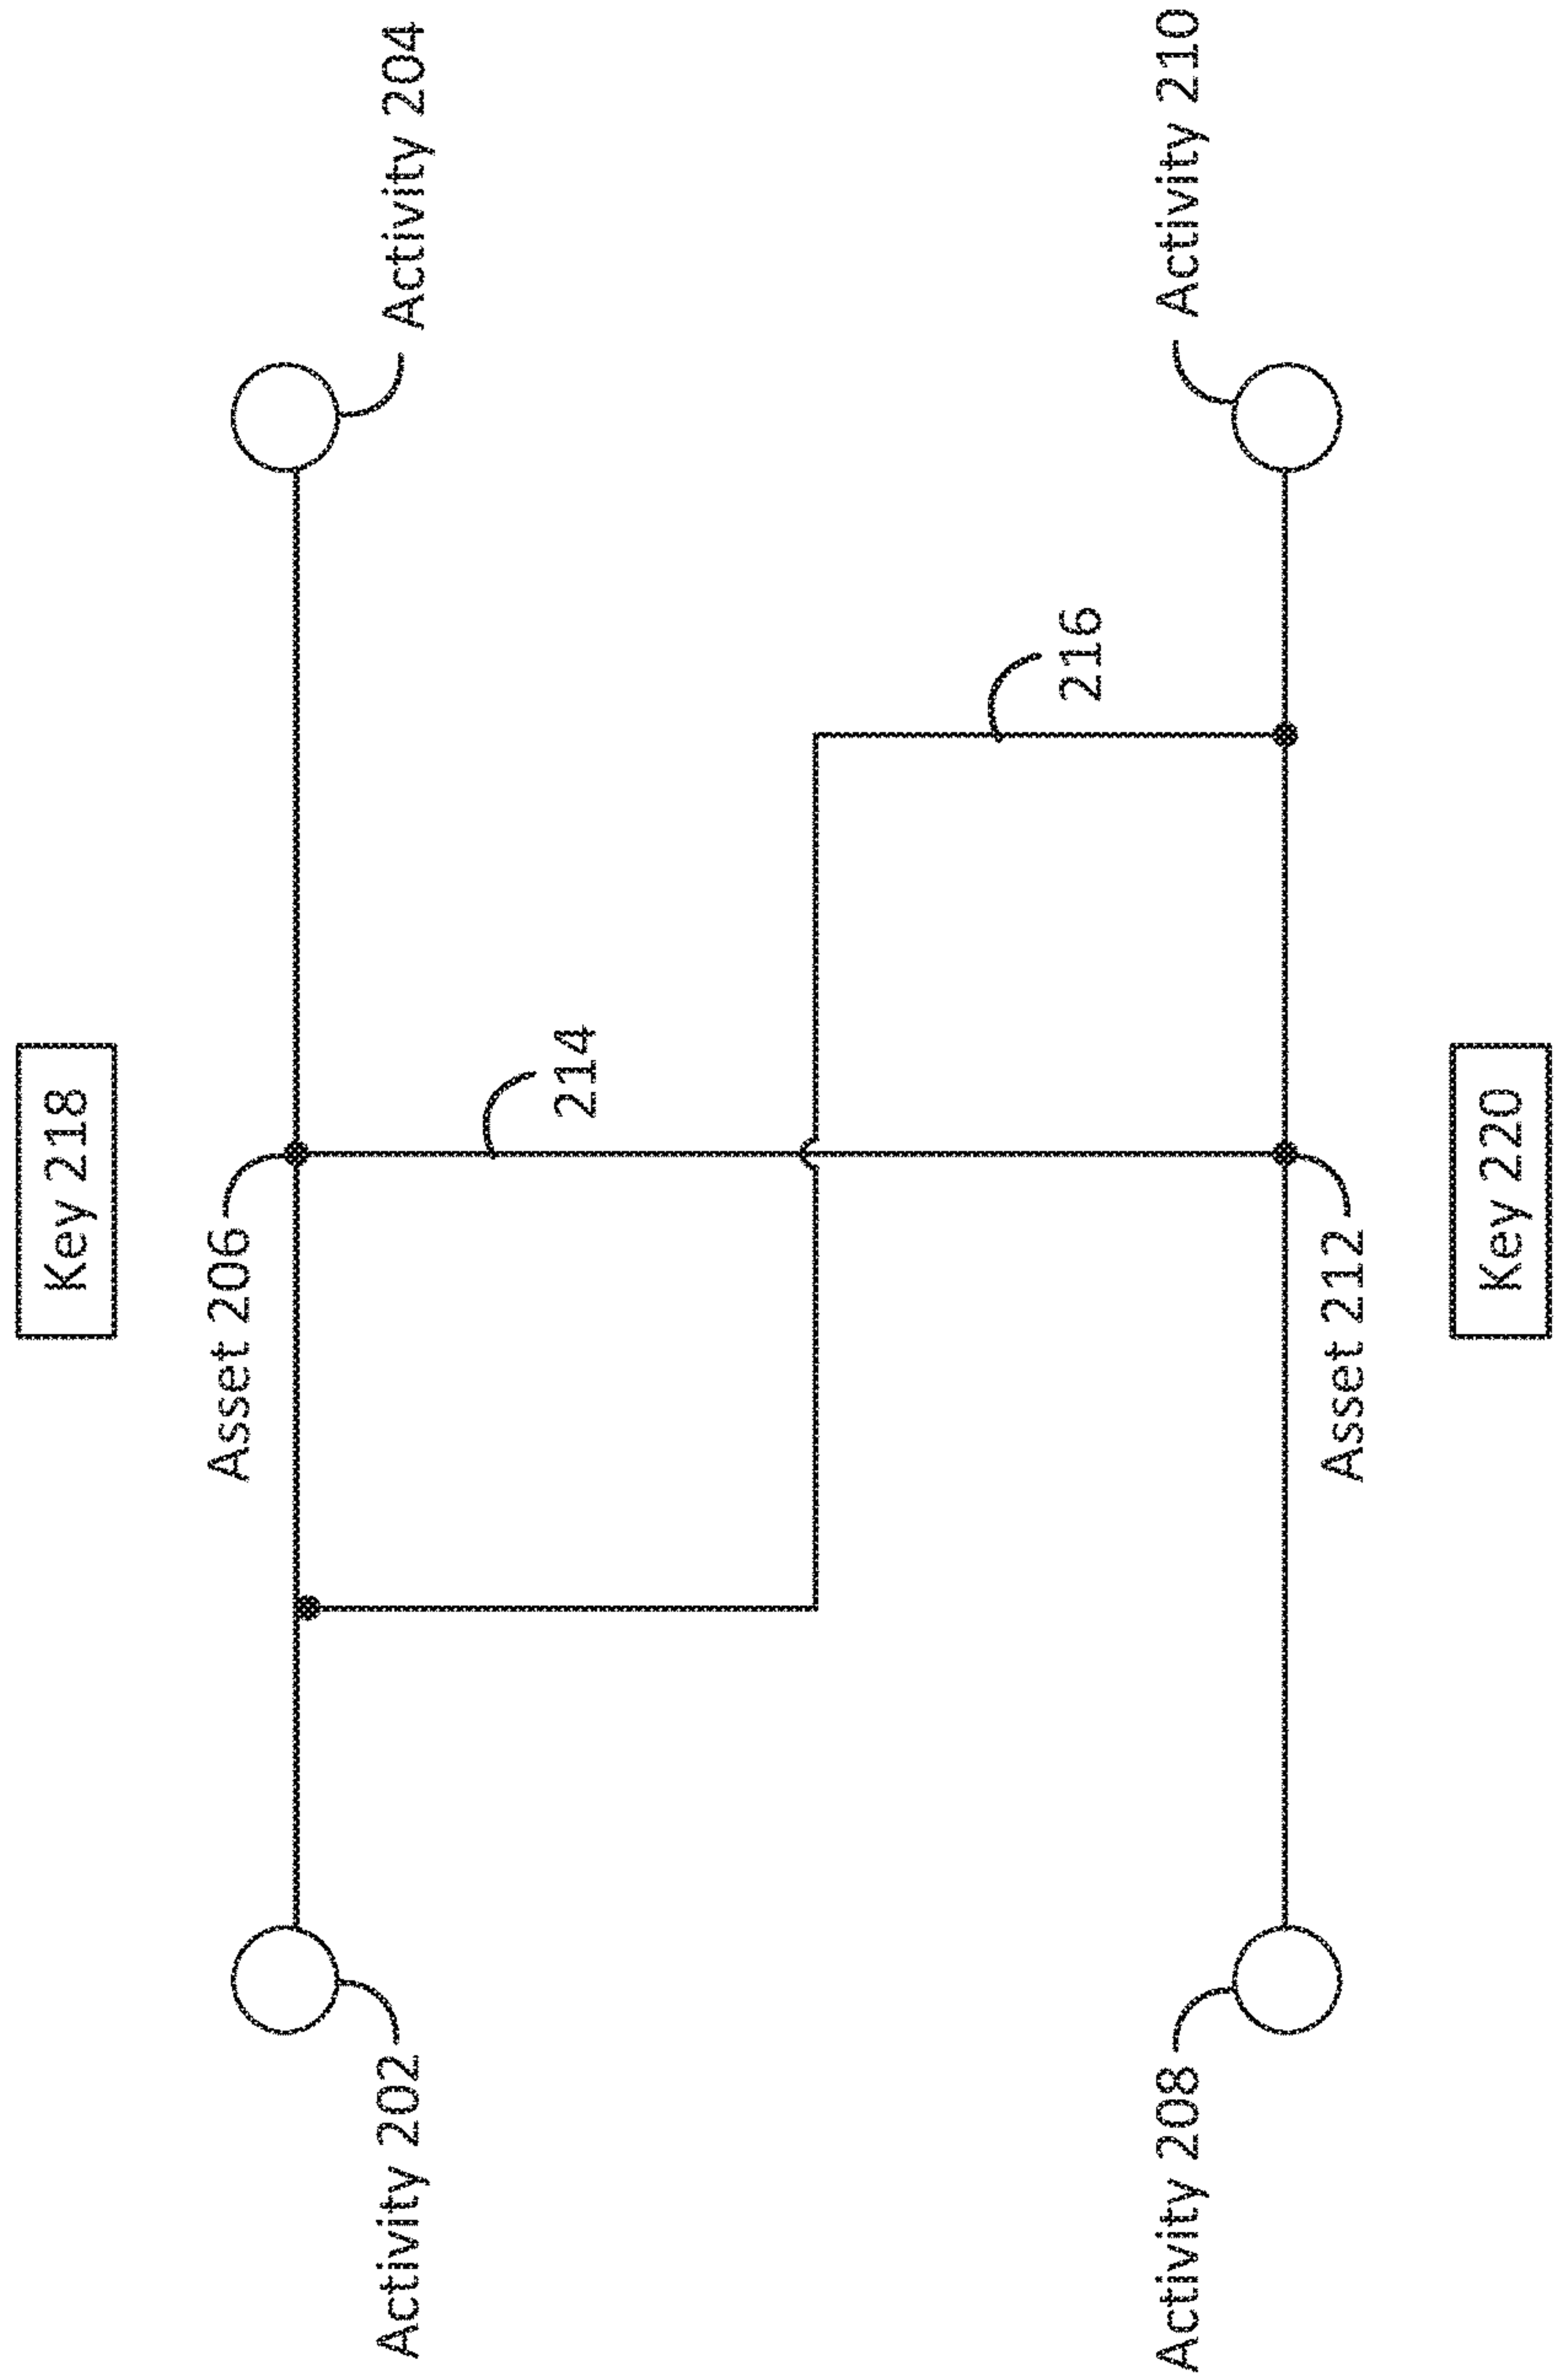 Key 218
Asset 206
Activity 202
Activity 204
214
216
Activity 208
Activity 210
Asset 212
Key 220